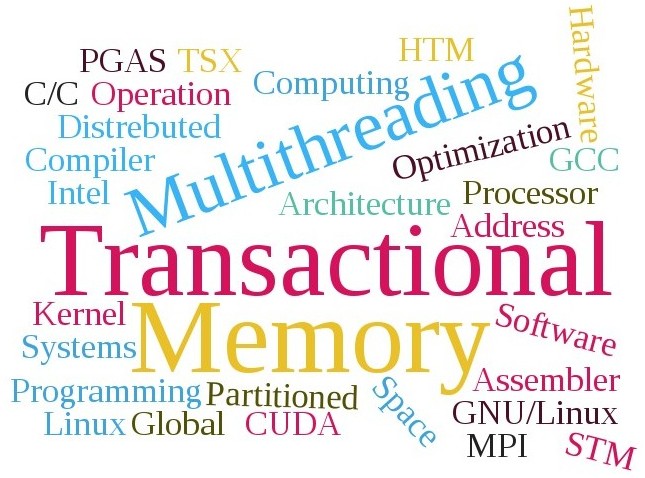 Hardware
HTM
PGAS TSX
Computing
C/C Operation
Multithreading
Distrebuted
Optimization
Compiler
GCC
Intel
Architecture
Processor
Address
Transactional
Kernel
Memory
Software
Systems
Programming
Partitioned
Space
Assembler
Linux Global CUDA
GNU/Linux
MPI
STM